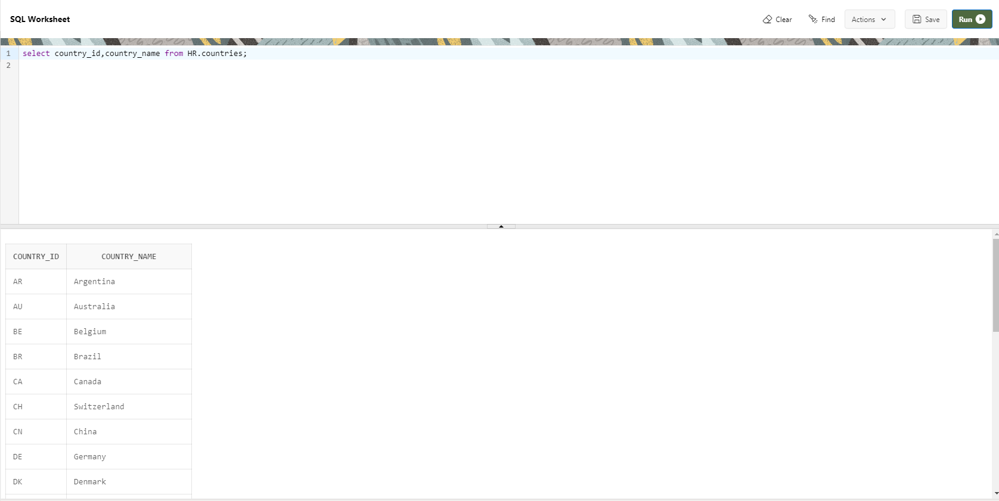 SQL Worksheet
Clear Find Actions Save Run
1 select country_id,country_name from HR.countries;
2
COUNTRY_ID COUNTRY_NAME
AR Argentina
AU Australia
BE Belgium
BR Brazil
CA Canada
CH Switzerland
CN China
DE Germany
DK Denmark